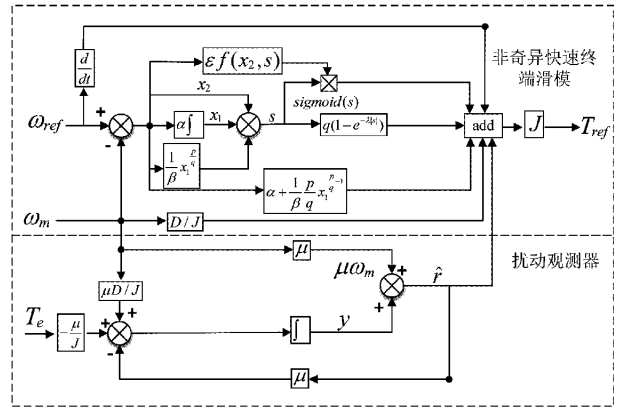 d/dt
εf(x₂,s)
非奇异快速终
端滑模
x₂
ω_ref
+
-
α∫
x₁
s
sigmoid(s)
q(1-e^{-λ|s|})
add
J
T_ref
1/β x₁^{p/q}
α + 1/β p/q x₁^{p/q -1}
ω_m
D/J
μ
μω_m
+
+
r̂
扰动观测器
μD/J
T_e
-μ/J
+
+
-
∫
y
μ